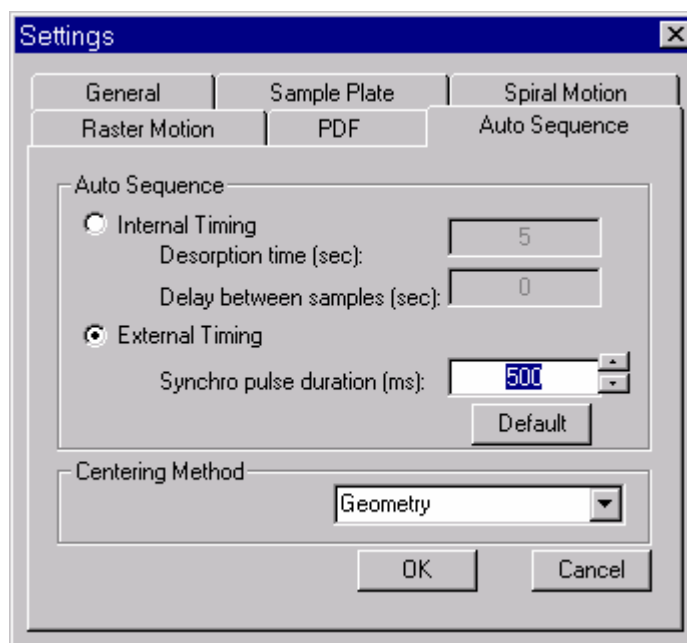 Settings
General
Sample Plate
Spiral Motion
Raster Motion
PDF
Auto Sequence
Auto Sequence
Internal Timing
Desorption time (sec):
5
Delay between samples (sec):
0
External Timing
Synchro pulse duration (ms):
500
Default
Centering Method
Geometry
OK
Cancel